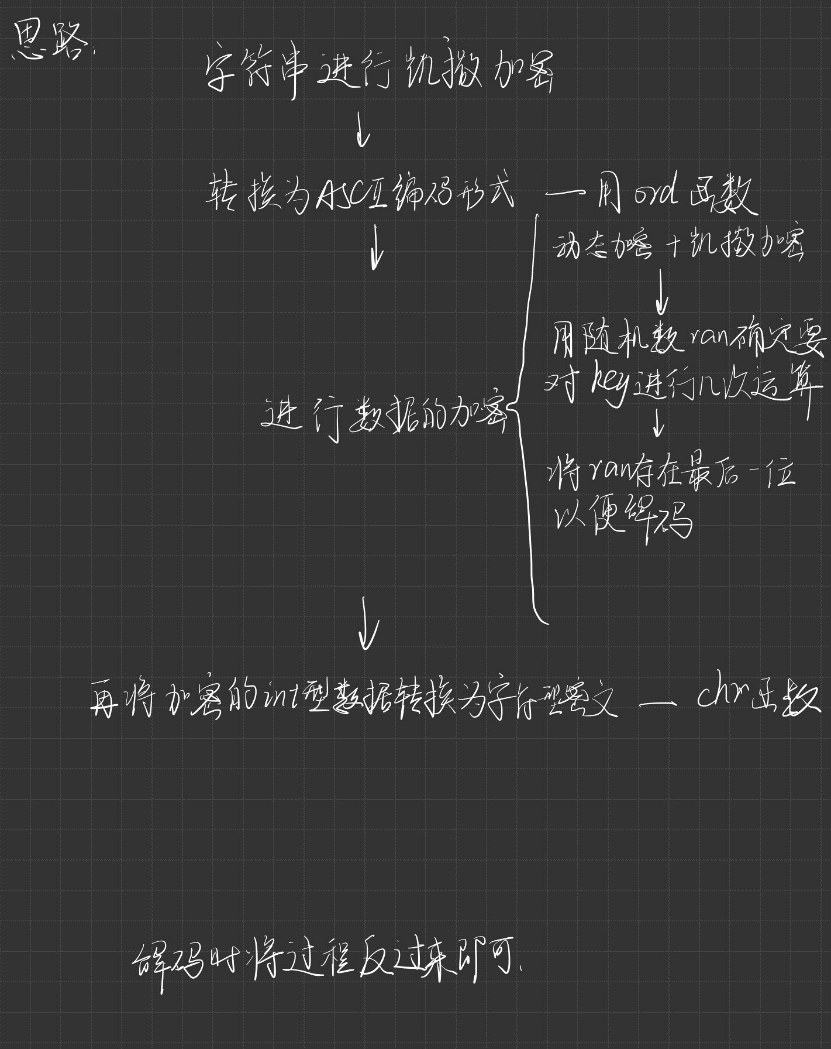 思路.
字符串进行凯撒加密
↓
转换为ASCII编码形式 — 用ord函数
↓
动态加密+凯撒加密
↓
用随机数ran确定要
对key进行几次运算
↓
进行数据的加密
将ran存在最后一位
以便解码
↓
再将加密的int型数据转换为字符型密文 — chr函数
解码时将过程反过来即可.